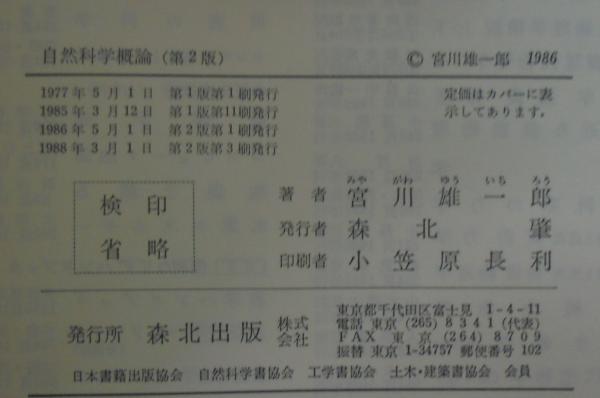 自然科学概論（第2版）
© 宮川雄一郎 1986
1977年5月1日 第1版第1刷発行
1985年3月12日 第1版第11刷発行
1986年5月1日 第2版第1刷発行
1988年3月1日 第2版第3刷発行
定価はカバーに表
示してあります。
検印
省略
みや がわ ゆう いち ろう
著者 宮川雄一郎
発行者 森北肇
印刷者 小笠原長利
発行所 森北出版 株式会社
東京都千代田区富士見 1-4-11
電話 東京 (265) 8341 (代表)
FAX 東京 (264) 8709
振替 東京 1-34757 郵便番号 102
日本書籍出版協会 自然科学書協会 工学書協会 土木・建築書協会 会員